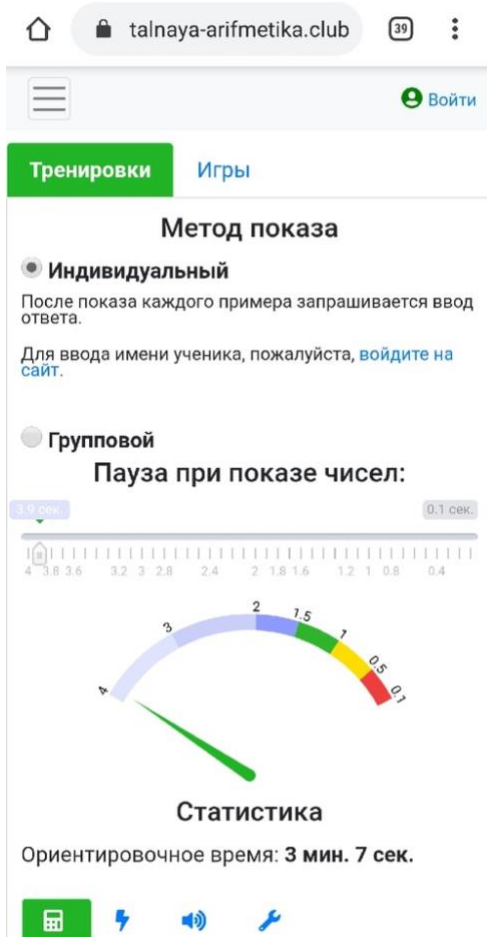 talnaya-arifmetika.club 39
Войти
Тренировки Игры
Метод показа
Индивидуальный
После показа каждого примера запрашивается ввод
ответа.
Для ввода имени ученика, пожалуйста, войдите на
сайт.
Групповой
Пауза при показе чисел:
3.9 сек. 0.1 сек.
4 3.8 3.6 3.2 3 2.8 2.4 2 1.8 1.6 1.2 1 0.8 0.4
4 3 2 1.5 1 0.5 0.1
Статистика
Ориентировочное время: 3 мин. 7 сек.